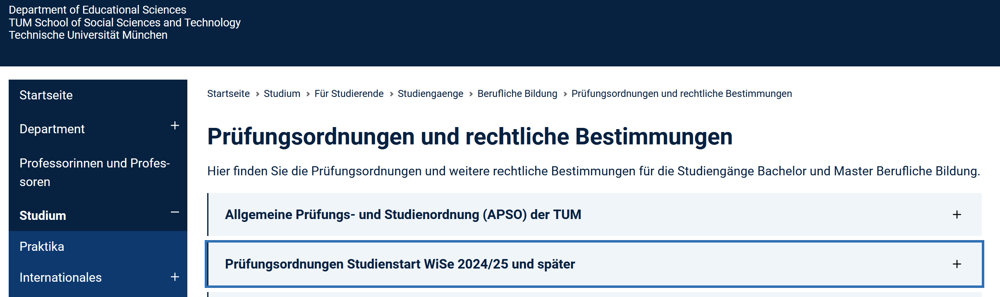 Department of Educational Sciences
TUM School of Social Sciences and Technology
Technische Universität München
Startseite
Department
Professorinnen und Profes-
soren
Studium
Praktika
Internationales
Startseite > Studium > Für Studierende > Studiengaenge > Berufliche Bildung > Prüfungsordnungen und rechtliche Bestimmungen
Prüfungsordnungen und rechtliche Bestimmungen
Hier finden Sie die Prüfungsordnungen und weitere rechtliche Bestimmungen für die Studiengänge Bachelor und Master Berufliche Bildung.
Allgemeine Prüfungs- und Studienordnung (APSO) der TUM
Prüfungsordnungen Studienstart WiSe 2024/25 und später